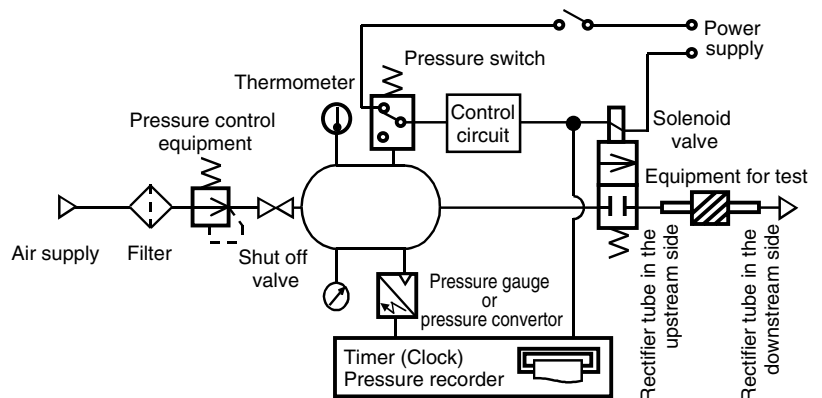 Power
supply
Pressure switch
Thermometer
Control
circuit
Solenoid
valve
Pressure control
equipment
Equipment for test
Air supply
Filter
Shut off
valve
Pressure gauge
or
pressure convertor
Rectifier tube in the
upstream side
Rectifier tube in the
downstream side
Timer (Clock)
Pressure recorder